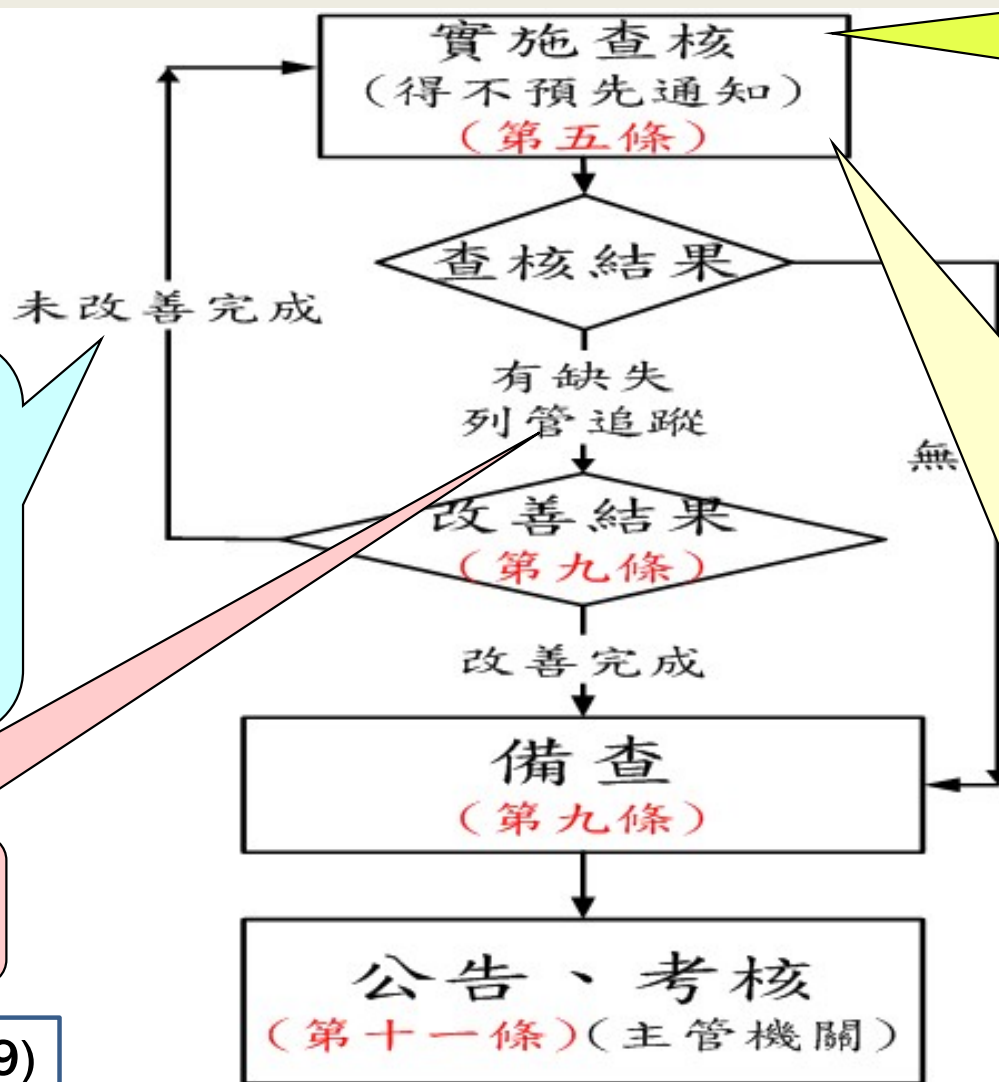 實施查核
(得不預先通知)
(第五條)
查核結果
未改善完成
有缺失
列管追蹤
無
改善結果
(第九條)
改善完成
備查
(第九條)
公告、考核
(第十一條)(主管機關)
9)